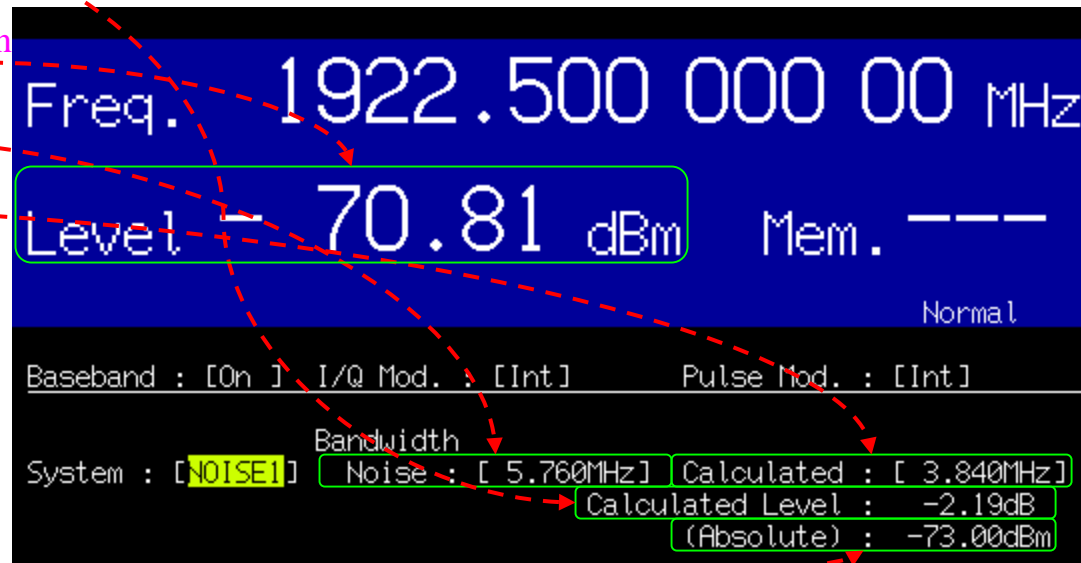 Freq. 1922.500 000 00 MHz
Level - 70.81 dBm Mem. ---
Normal
Baseband : [On ] I/Q Mod. : [Int] Pulse Mod. : [Int]
Bandwidth
System : [NOISE1] Noise : [ 5.760MHz] Calculated : [ 3.840MHz]
Calculated Level : -2.19dB
(Absolute) : -73.00dBm